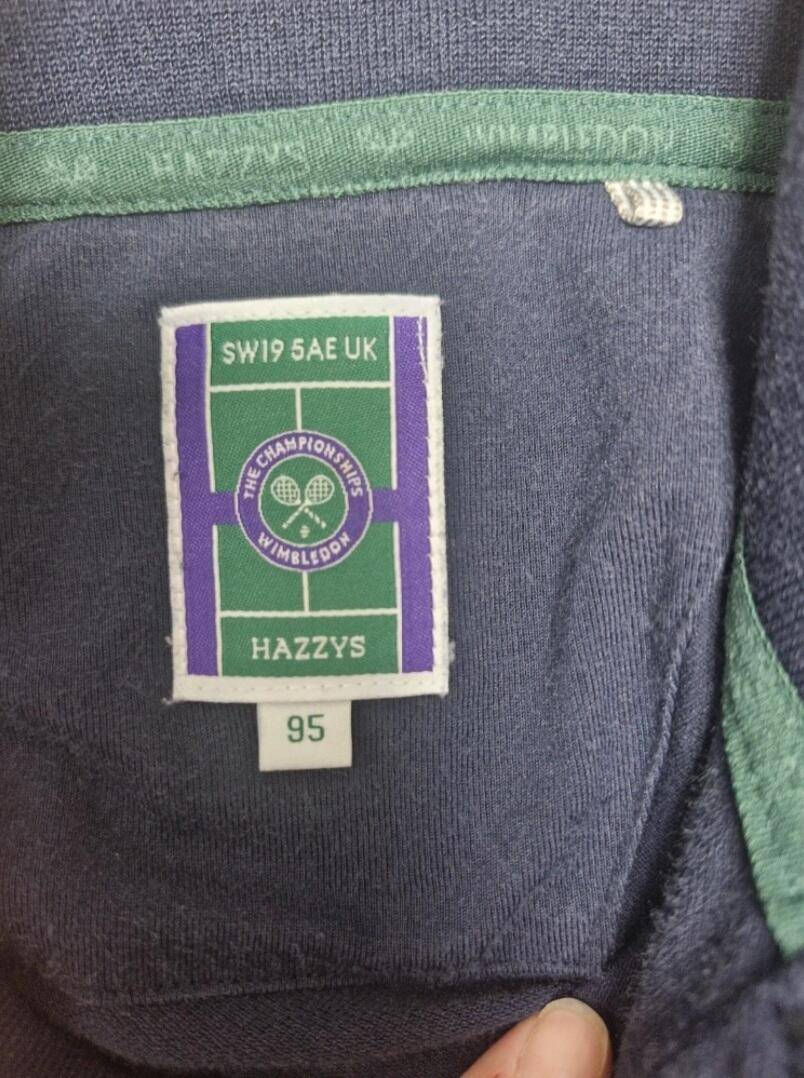 HAZZYS WIMBLEDON
SW19 5AE UK
THE CHAMPIONSHIPS
WIMBLEDON
HAZZYS
95